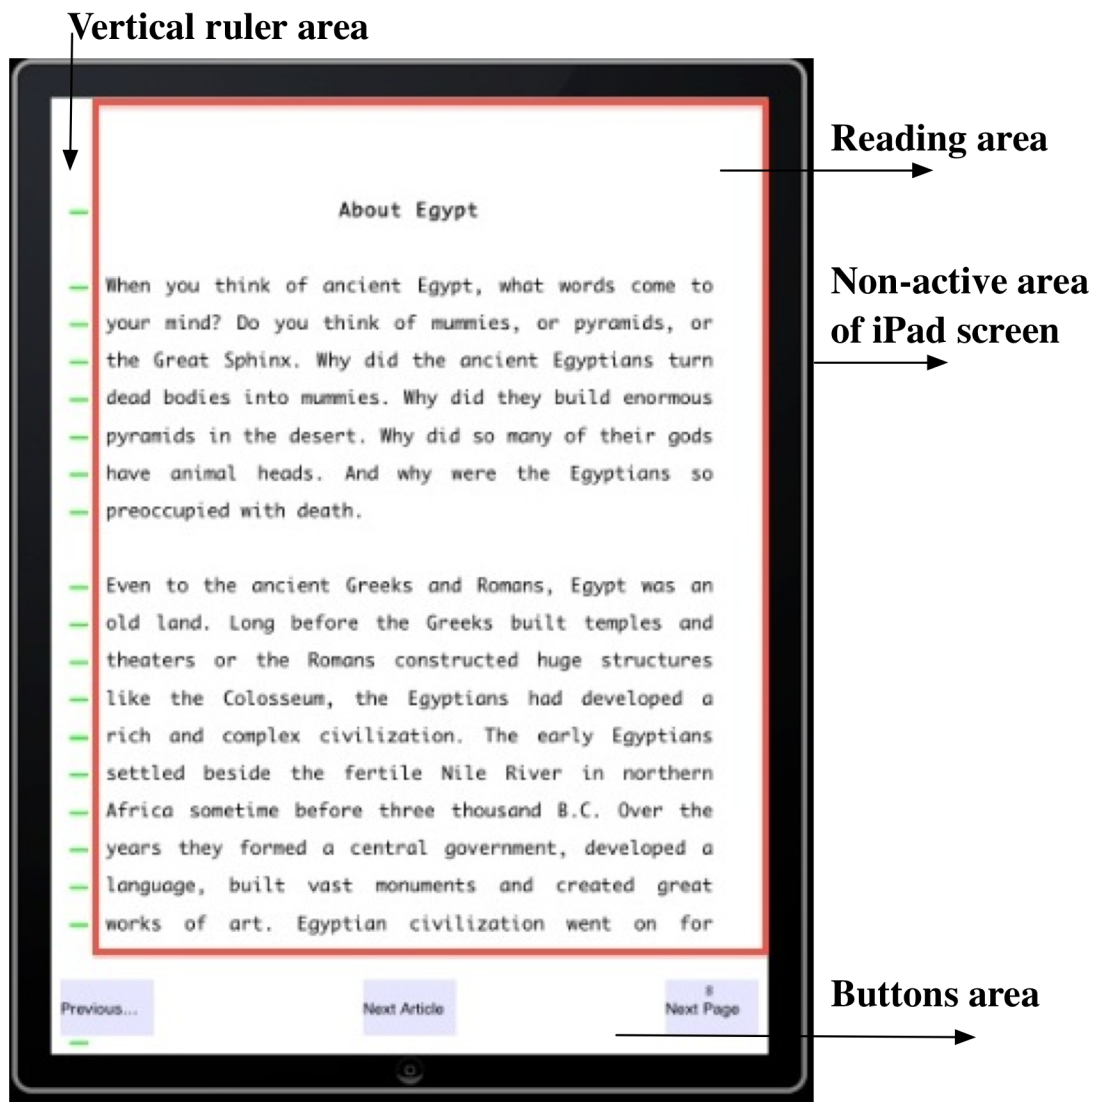 Vertical ruler area
Reading area
Non-active area
of iPad screen
About Egypt
When you think of ancient Egypt, what words come to
your mind? Do you think of mummies, or pyramids, or
the Great Sphinx. Why did the ancient Egyptians turn
dead bodies into mummies. Why did they build enormous
pyramids in the desert. Why did so many of their gods
have animal heads. And why were the Egyptians so
preoccupied with death.
Even to the ancient Greeks and Romans, Egypt was an
old land. Long before the Greeks built temples and
theaters or the Romans constructed huge structures
like the Colosseum, the Egyptians had developed a
rich and complex civilization. The early Egyptians
settled beside the fertile Nile River in northern
Africa sometime before three thousand B.C. Over the
years they formed a central government, developed a
language, built vast monuments and created great
works of art. Egyptian civilization went on for
Previous...
Next Article
8
Next Page
Buttons area